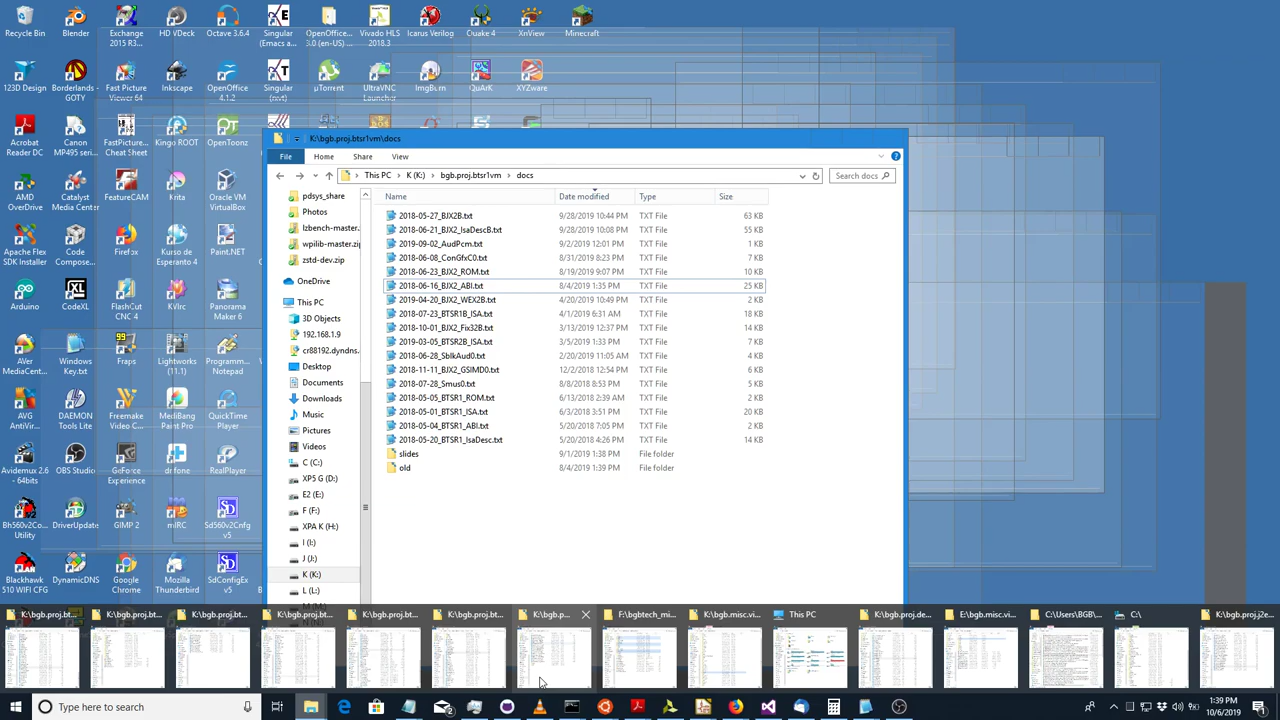 Recycle Bin
Blender
Exchange 2015 R3...
HD VDeck
Octave 3.6.4
Singular (Emacs a...
OpenOffice... 3.0 (en-US)...
Vivado HLS 2018.3
Icarus Verilog
Quake 4
XnView
Minecraft
123D Design
Borderlands - GOTY
Fast Picture Viewer 64
Inkscape
OpenOffice 4.1.2
Singular (rxvt)
µTorrent
UltraVNC Launcher
ImgBurn
QuArK
XYZware
Acrobat Reader DC
Canon MP495 seri...
FastPictur... Cheat Sheet
Kingo ROOT
OpenToonz
AMD OverDrive
Catalyst Media Center
FeatureCAM
Krita
Oracle VM VirtualBox
Apache Flex SDK Installer
Code Compose...
Firefox
Kurso de Esperanto 4
Paint.NET
Arduino
CodeXL
FlashCut CNC 4
KVIrc
Panorama Maker 6
AVer MediaCent...
Windows Key.txt
99
Fraps
Lightworks (11.1)
Programm... Notepad
AVG AntiVir...
DAEMON Tools Lite
Freemake Video C...
MediBang Paint Pro
QuickTime Player
Avidemux 2.6 - 64bits
OBS Studio
GeForce Experience
dr.fone
RealPlayer
Bh560v2Co... Utility
DriverUpdate
GIMP 2
mIRC
Sd560v2Cnfg v5
Blackhawk 510 WIFI CFG
DynamicDNS
Google Chrome
Mozilla Thunderbird
SdConfigEx v5
K:\bgb.proj.btsr1vm\docs
File Home Share View
This PC > K (K:) > bgb.proj.btsr1vm > docs
Search docs
pdsys_share
Photos
lzbench-master.
wpilib-master.zip
zstd-dev.zip
OneDrive
This PC
3D Objects
192.168.1.9
cr88192.dyndns.
Desktop
Documents
Downloads
Music
Pictures
Videos
C (C:)
XP5 G (D:)
E2 (E:)
F (F:)
XPA K (H:)
I (I:)
J (J:)
K (K:)
L (L:)
Name Date modified Type Size
2018-05-27_BJX2B.txt 9/28/2019 10:44 PM TXT File 63 KB
2018-06-21_BJX2_IsaDescB.txt 9/28/2019 10:08 PM TXT File 55 KB
2019-09-02_AudPcm.txt 9/2/2019 12:01 PM TXT File 1 KB
2018-06-08_ConGfxC0.txt 8/31/2019 8:23 PM TXT File 7 KB
2018-06-23_BJX2_ROM.txt 8/19/2019 9:07 PM TXT File 10 KB
2018-06-16_BJX2_ABI.txt 8/4/2019 1:35 PM TXT File 25 KB
2019-04-20_BJX2_WEX2B.txt 4/20/2019 10:49 PM TXT File 2 KB
2018-07-23_BTSR1B_ISA.txt 4/1/2019 6:31 AM TXT File 18 KB
2018-10-01_BJX2_Fix32B.txt 3/13/2019 12:37 PM TXT File 14 KB
2019-03-05_BTSR2B_ISA.txt 3/5/2019 1:33 PM TXT File 7 KB
2018-06-28_SblkAud0.txt 2/20/2019 11:05 AM TXT File 4 KB
2018-11-11_BJX2_GSIMD0.txt 12/2/2018 12:54 PM TXT File 6 KB
2018-07-28_Smus0.txt 8/8/2018 8:53 PM TXT File 5 KB
2018-05-05_BTSR1_ROM.txt 6/13/2018 2:39 AM TXT File 2 KB
2018-05-01_BTSR1_ISA.txt 6/3/2018 3:51 PM TXT File 20 KB
2018-05-04_BTSR1_ABI.txt 5/20/2018 7:05 PM TXT File 2 KB
2018-05-20_BTSR1_IsaDesc.txt 5/20/2018 4:26 PM TXT File 14 KB
slides 9/1/2019 1:38 PM File folder
old 8/4/2019 1:39 PM File folder
K:\bgb.proj.bt...
K:\bgb.proj.bt...
K:\bgb.proj.bt...
K:\bgb.proj.bt...
K:\bgb.proj.bt...
K:\bgb.proj.bt...
K:\bgb.p...
F:\bgbtech_mi...
K:\bgb.misc.vi...
This PC
K:\bgb.proj.de...
E:\bgb.misc.vi...
C:\Users\BGB\...
C:\
K:\bgb.proj.j2e...
Type here to search
1:39 PM
10/6/2019